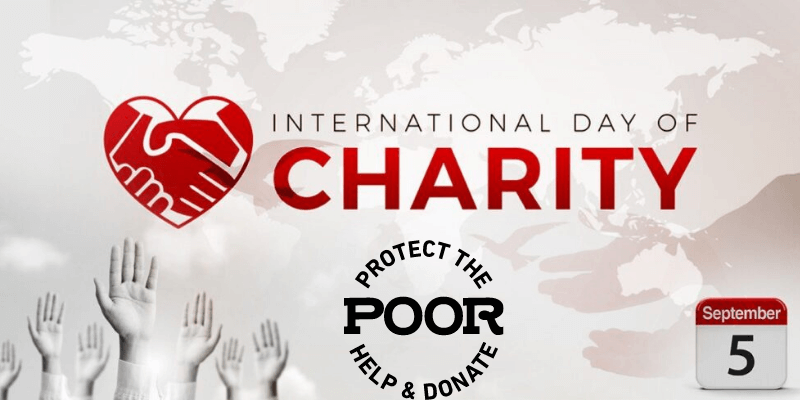 INTERNATIONAL DAY OF
CHARITY
PROTECT THE
POOR
HELP & DONATE
September
5